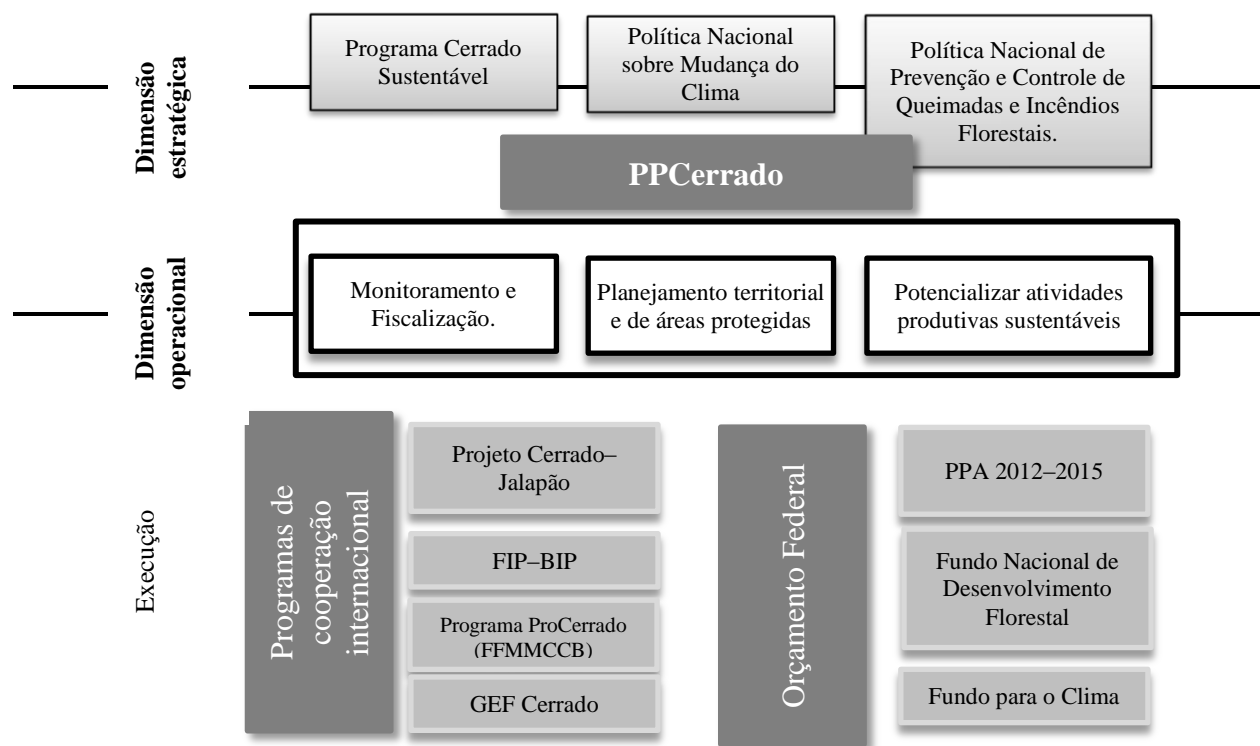 Dimensão
estratégica
Programa Cerrado
Sustentável
Política Nacional
sobre Mudança do
Clima
Política Nacional de
Prevenção e Controle de
Queimadas e Incêndios
Florestais.
PPCerrado
Dimensão
operacional
Monitoramento e
Fiscalização.
Planejamento territorial
e de áreas protegidas
Potencializar atividades
produtivas sustentáveis
Execução
Programas de
cooperação
internacional
Projeto Cerrado–
Jalapão
FIP–BIP
Programa ProCerrado
(FFMMCCB)
GEF Cerrado
Orçamento Federal
PPA 2012–2015
Fundo Nacional de
Desenvolvimento
Florestal
Fundo para o Clima